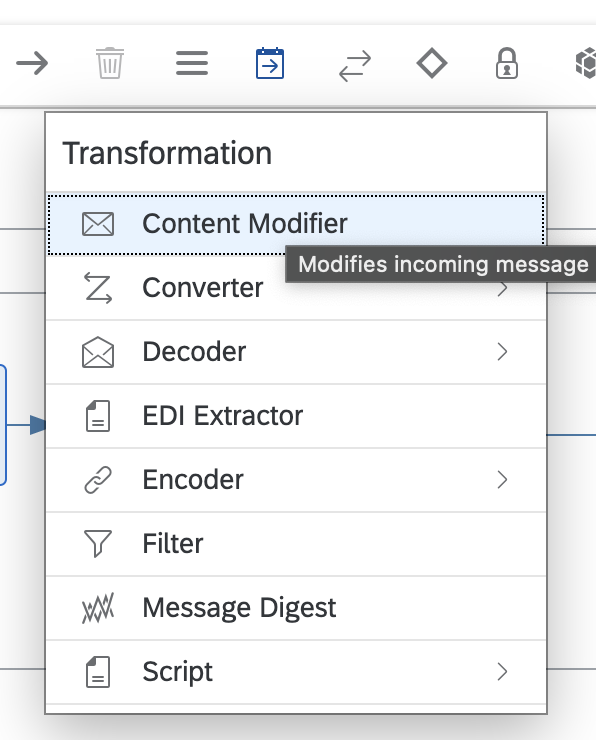 Transformation
Content Modifier
Modifies incoming message
Converter
Decoder
EDI Extractor
Encoder
Filter
Message Digest
Script